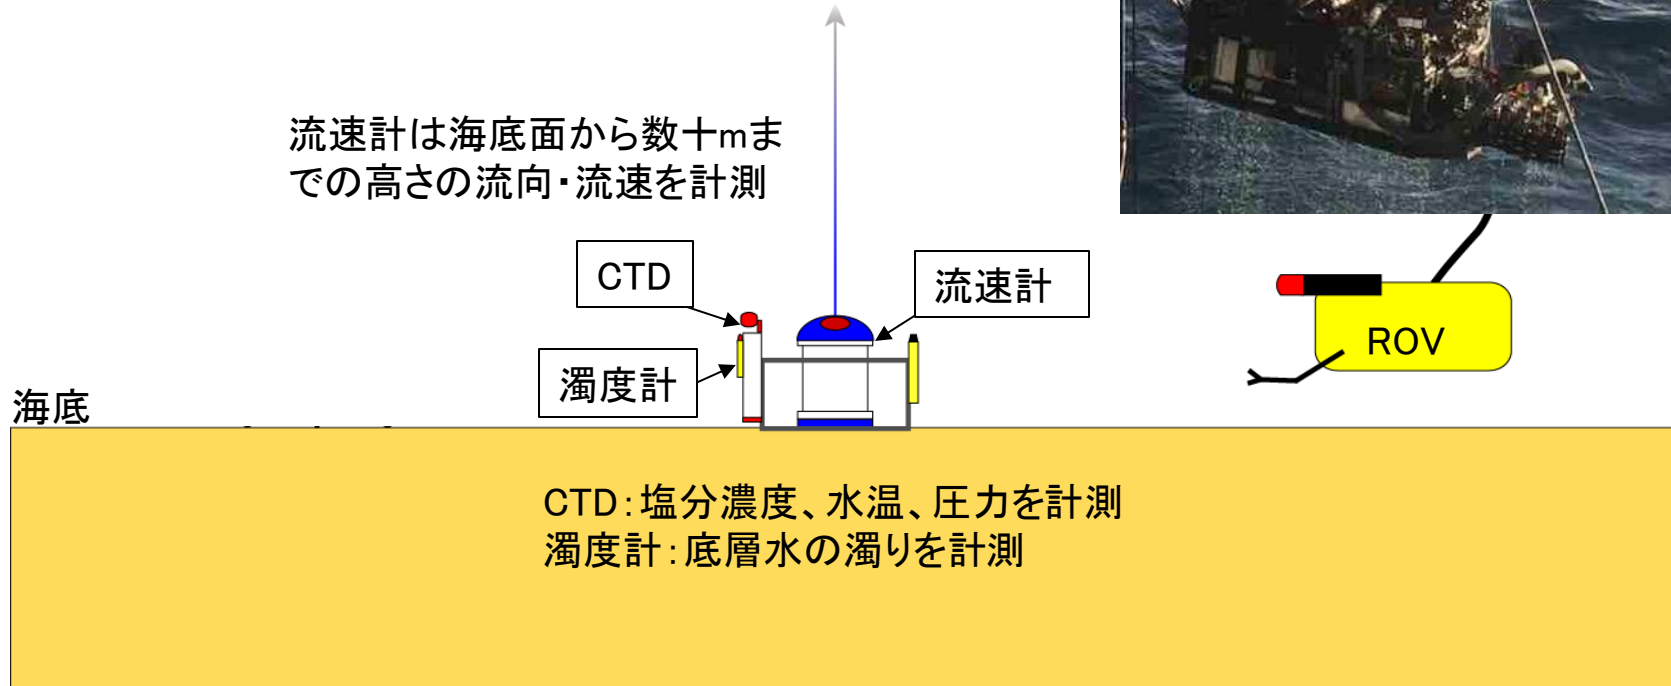 流速計は海底面から数十mま
での高さの流向・流速を計測
CTD
流速計
ROV
濁度計
海底
CTD：塩分濃度、水温、圧力を計測
濁度計：底層水の濁りを計測